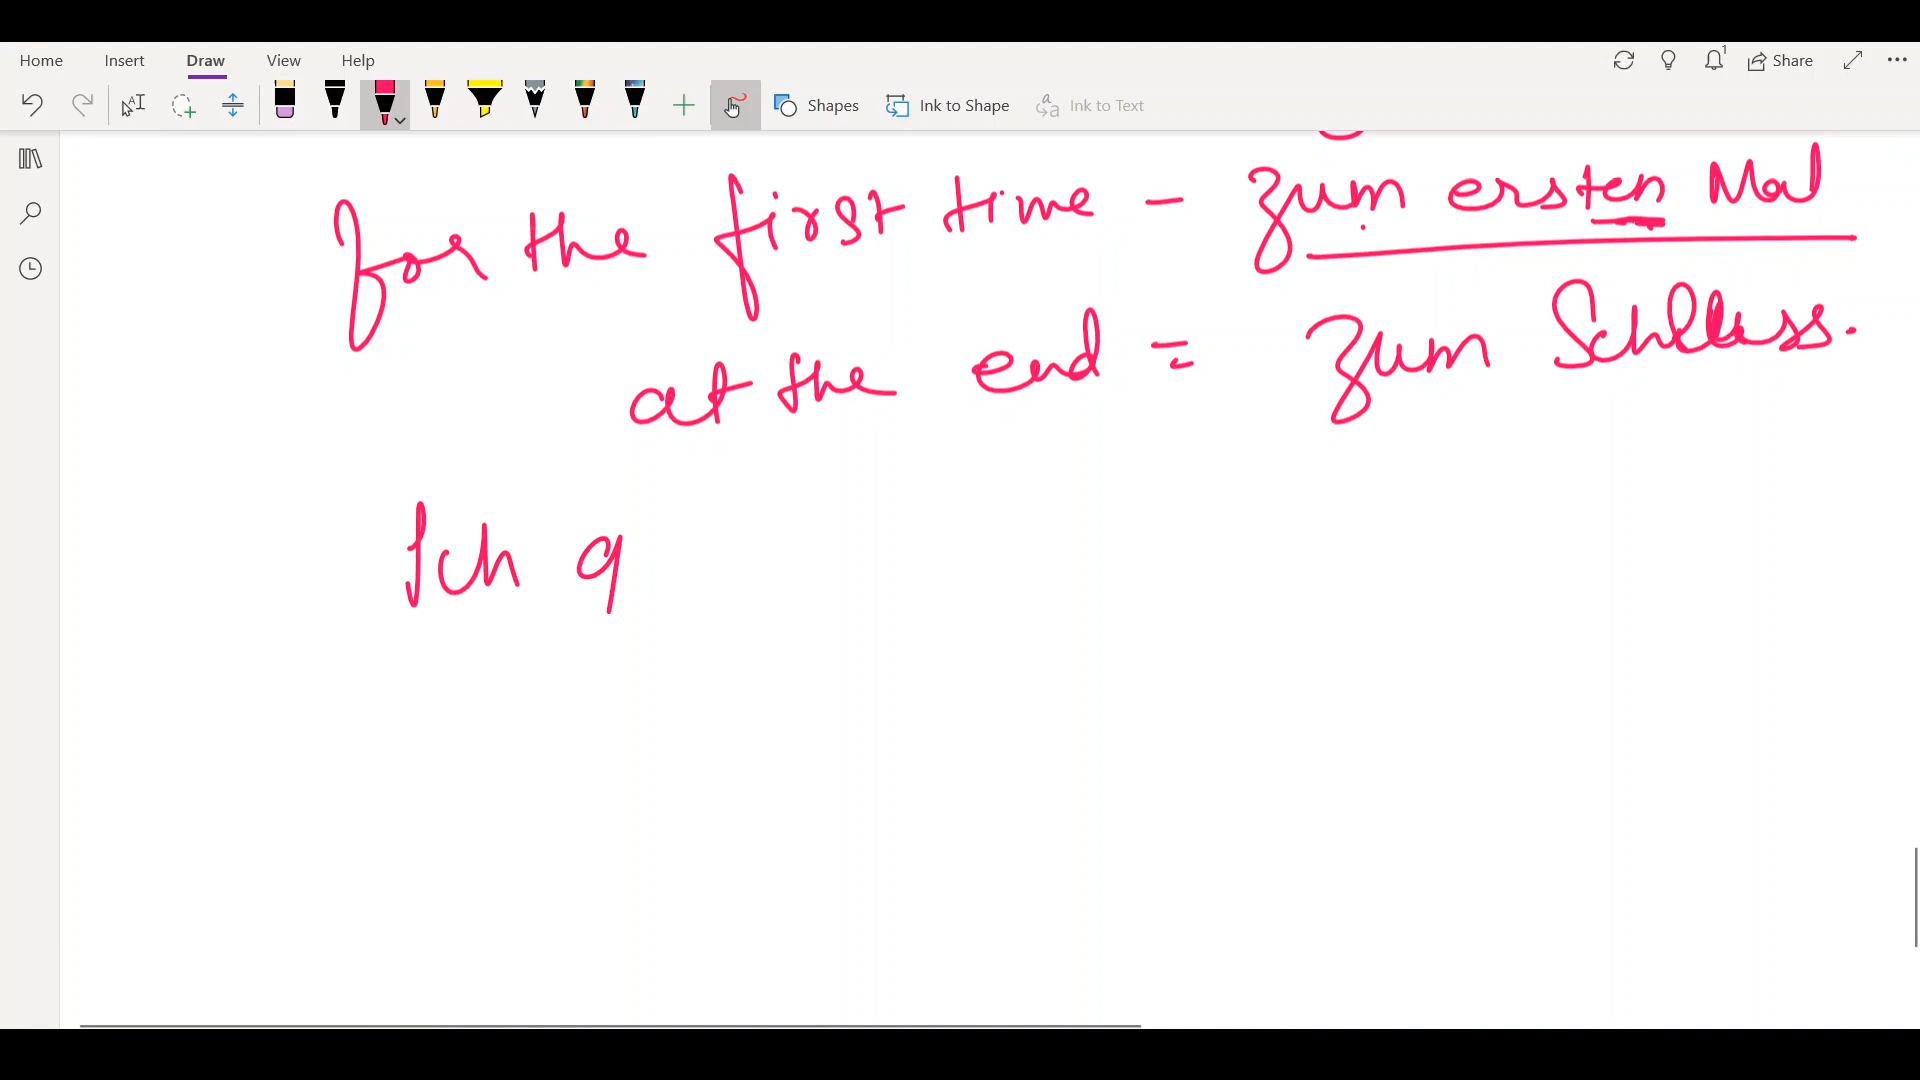 Home Insert Draw View Help 1 Share
Shapes Ink to Shape Ink to Text
for the first time - zum ersten Mal
at the end = zum Schluss.
Ich